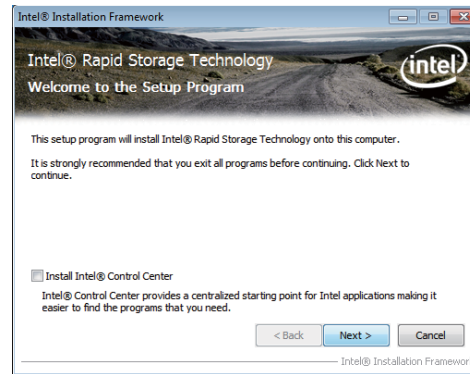 Intel® Installation Framework
Intel® Rapid Storage Technology
Welcome to the Setup Program
intel
This setup program will install Intel® Rapid Storage Technology onto this computer.
It is strongly recommended that you exit all programs before continuing. Click Next to
continue.
Install Intel® Control Center
Intel® Control Center provides a centralized starting point for Intel applications making it
easier to find the programs that you need.
< Back
Next >
Cancel
Intel® Installation Framewor